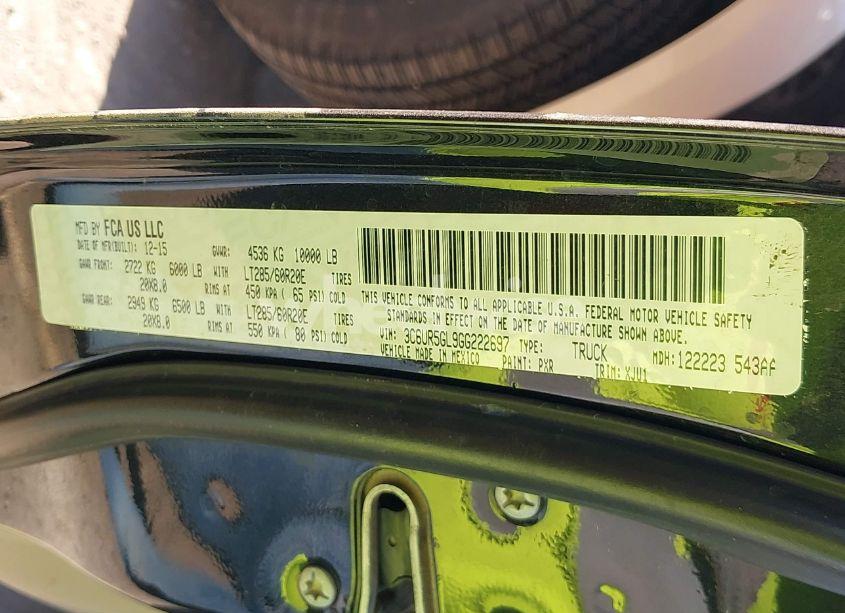 MFD BY FCA US LLC
DATE OF MFR(BUILT): 12-15 GVWR: 4536 KG 10000 LB
GAWR FRONT: 2722 KG 6000 LB WITH LT285/60R20E TIRES
20X8.0 RIMS AT 450 KPA ( 65 PSI) COLD
GAWR REAR: 2949 KG 6500 LB WITH LT285/60R20E TIRES
20X8.0 RIMS AT 550 KPA ( 80 PSI) COLD
THIS VEHICLE CONFORMS TO ALL APPLICABLE U.S.A. FEDERAL MOTOR VEHICLE SAFETY
STANDARDS IN EFFECT ON THE DATE OF MANUFACTURE SHOWN ABOVE.
VIN: 3C6UR5GL9GG222697 TYPE: TRUCK MDH:122223 543AF
VEHICLE MADE IN MEXICO PAINT: PXR TRIM: XJV1